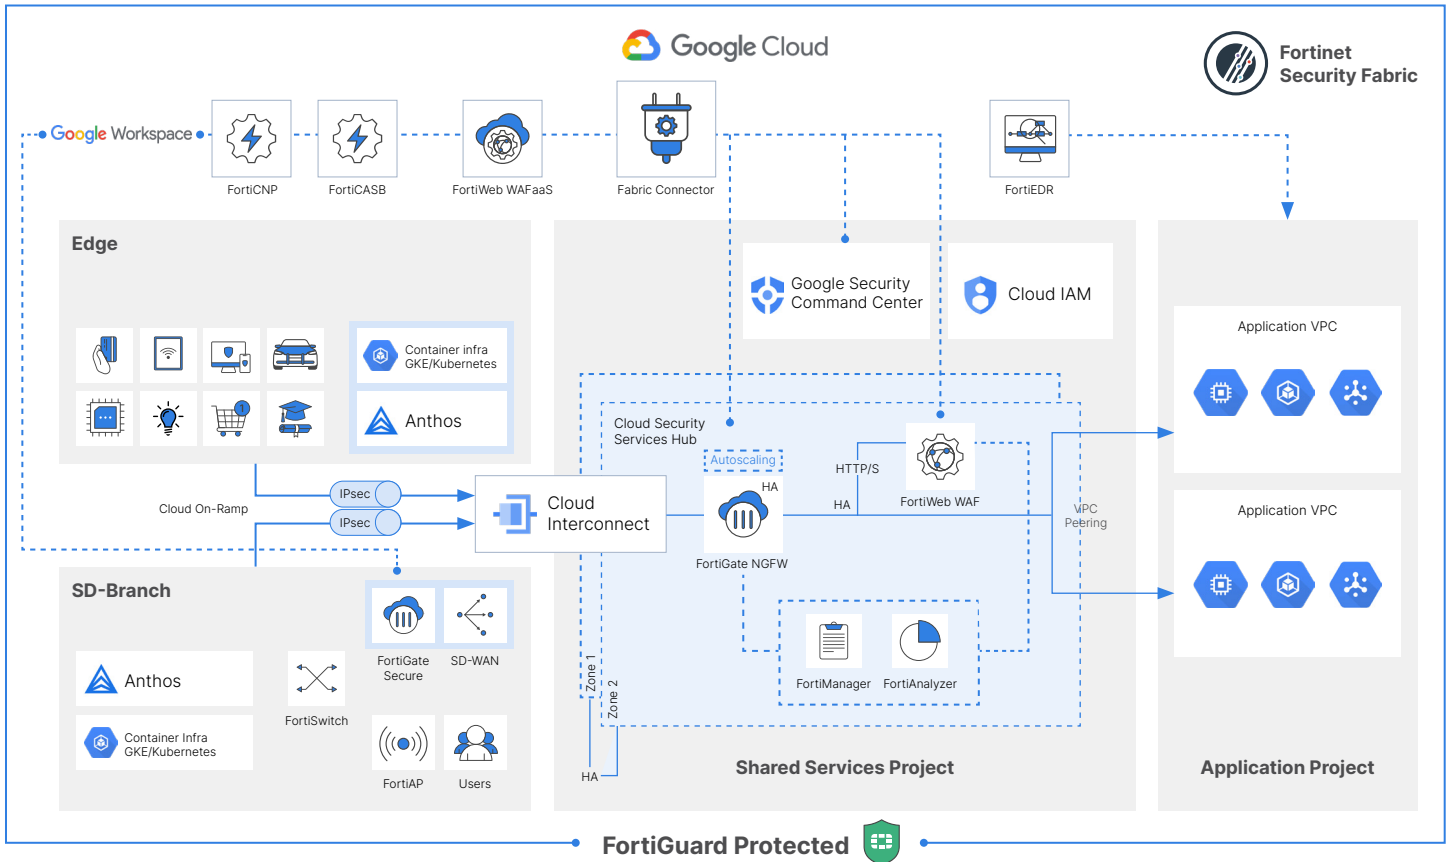 Google Cloud
Fortinet
Security Fabric
Google Workspace
FortiCNP
FortiCASB
FortiWeb WAFaaS
Fabric Connector
FortiEDR
Edge
Container infra
GKE/Kubernetes
1
Anthos
Google Security
Command Center
Cloud IAM
Application VPC
Cloud Security
Services Hub
Autoscaling
HA
HTTP/S
HA
FortiWeb WAF
IPsec
Cloud On-Ramp
IPsec
Cloud
Interconnect
FortiGate NGFW
VPC
Peering
Application VPC
SD-Branch
FortiGate
Secure
SD-WAN
Anthos
FortiSwitch
Container Infra
GKE/Kubernetes
FortiAP
Users
Zone 1
Zone 2
HA
FortiManager
FortiAnalyzer
Shared Services Project
Application Project
FortiGuard Protected